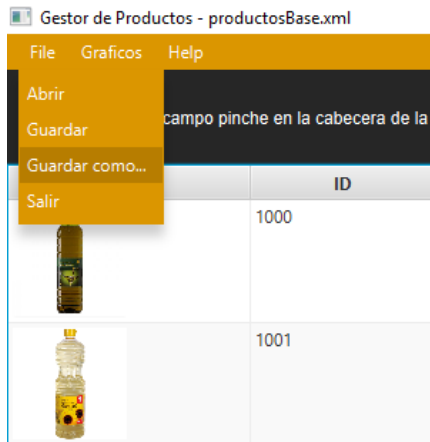 Gestor de Productos - productosBase.xml
File Graficos Help
Abrir
Guardar
campo pinche en la cabecera de la
Guardar como...
Salir
ID
1000
1001